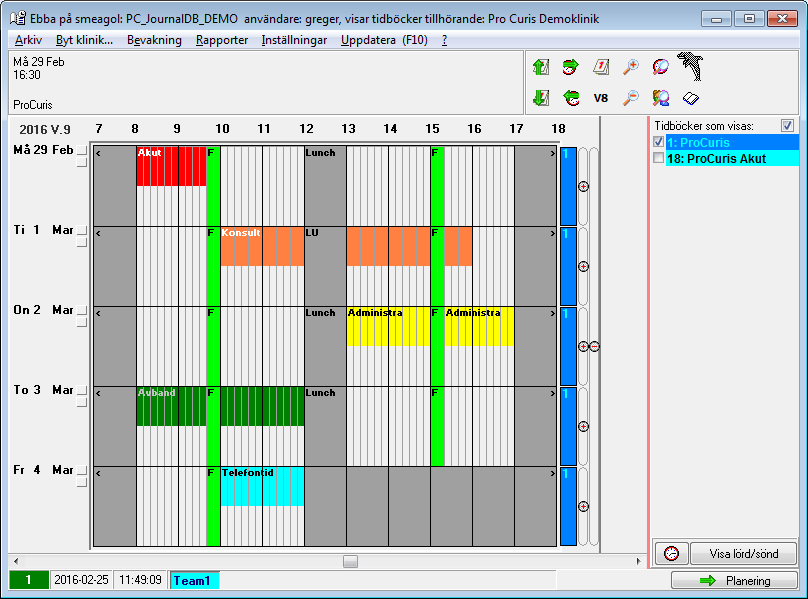 Ebba på smeagol: PC_JournalDB_DEMO användare: greger, visar tidböcker tillhörande: Pro Curis Demoklinik
Arkiv Byt klinik... Bevakning Rapporter Inställningar Uppdatera (F10) ?
Må 29 Feb
16:30
ProCuris
V8
2016 V.9 7 8 9 10 11 12 13 14 15 16 17 18
Tidböcker som visas:
1: ProCuris
18: ProCuris Akut
Må 29 Feb < Akut F Lunch F > 1
Ti 1 Mar < F Konsult LU F > 1
On 2 Mar < F Lunch Administra F Administra > 1
To 3 Mar < Avband F Lunch F > 1
Fr 4 Mar < F Telefontid > 1
Visa lörd/sönd
1 2016-02-25 11:49:09 Team1
Planering